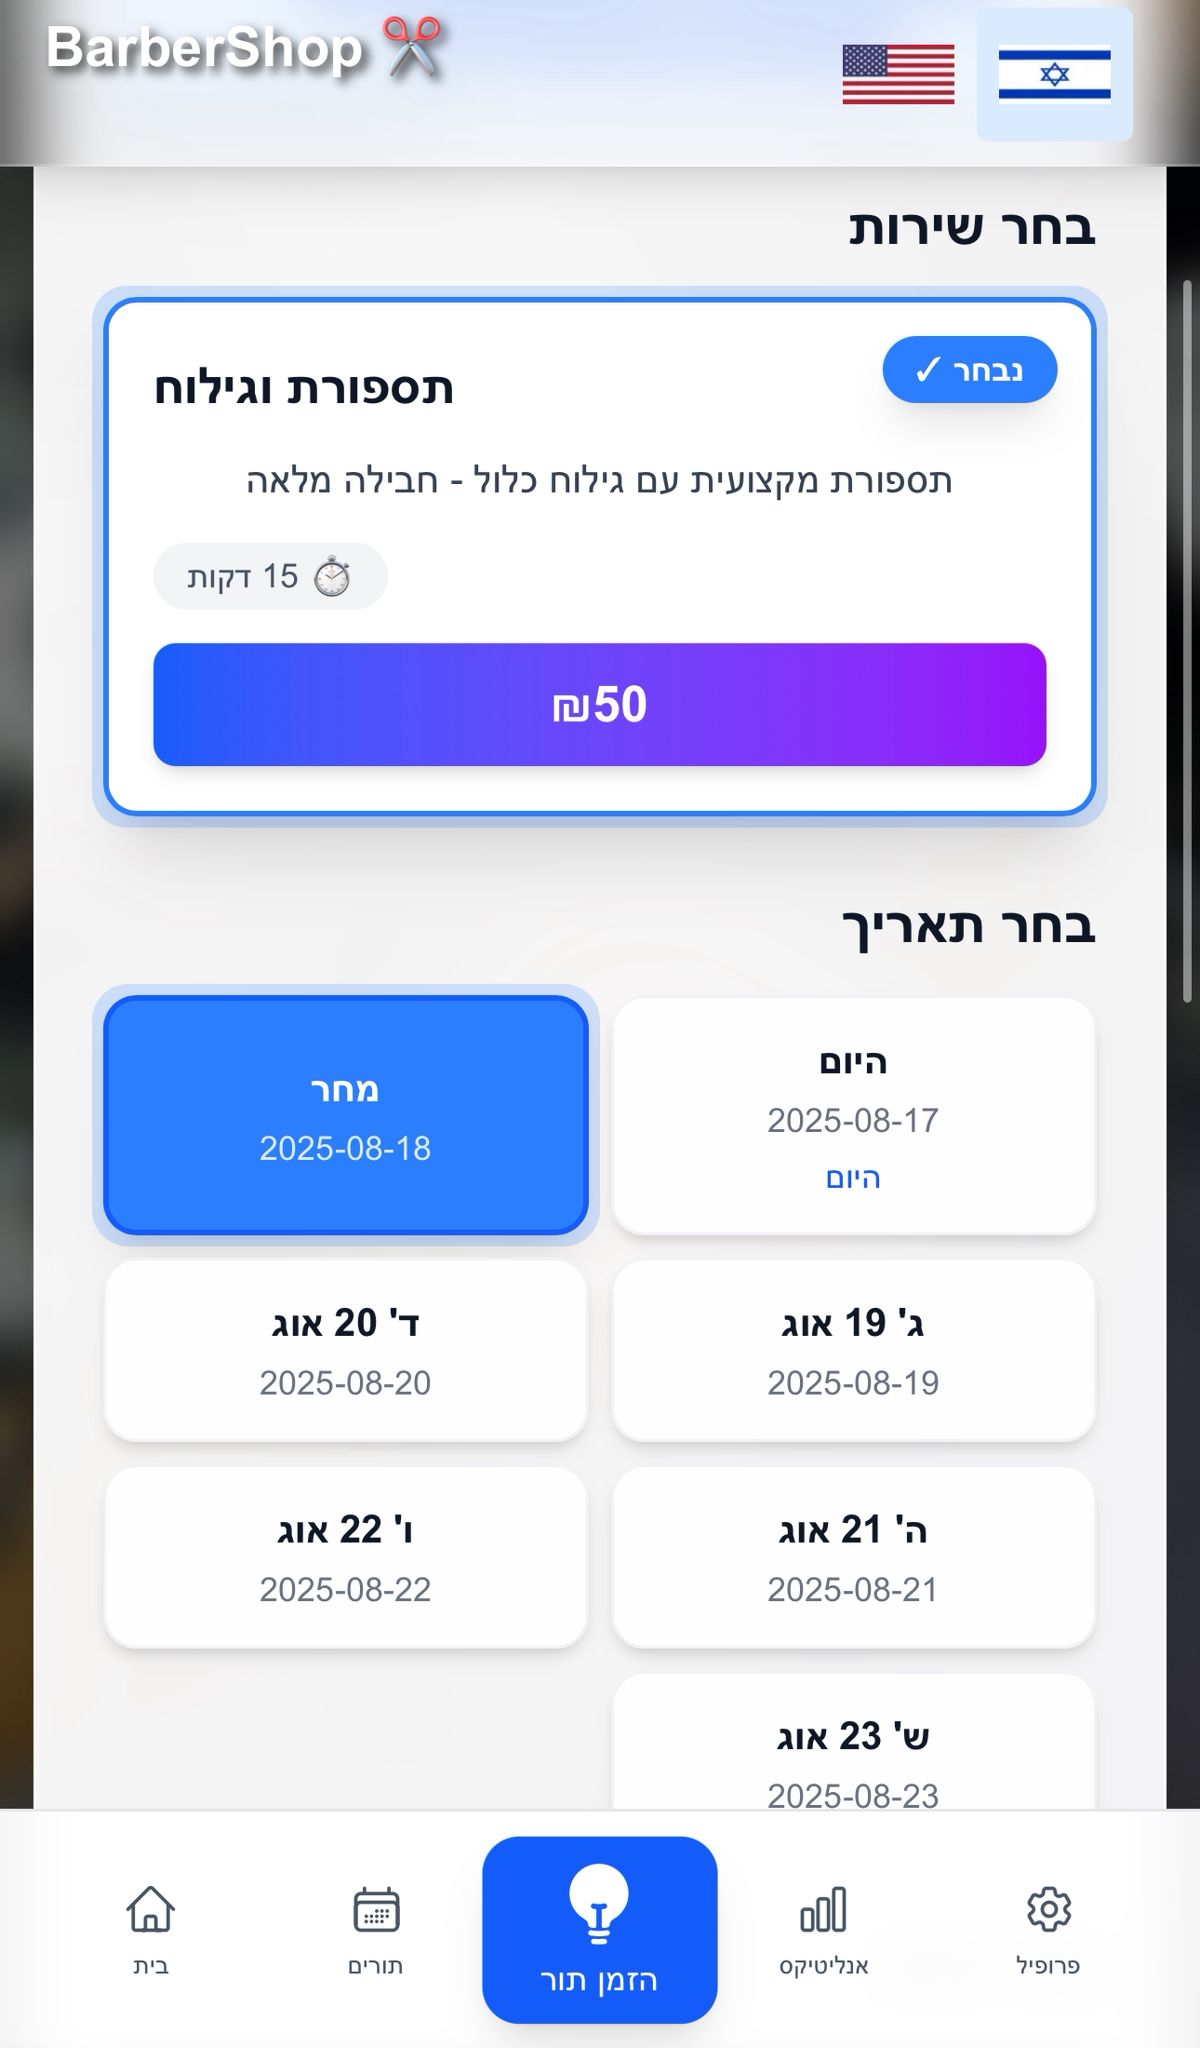 BarberShop ✂️
בחר שירות
נבחר ✓
תספורת וגילוח
תספורת מקצועית עם גילוח כלול - חבילה מלאה
⏱️ 15 דקות
₪50
בחר תאריך
היום
2025-08-17
היום
מחר
2025-08-18
ג' 19 אוג
2025-08-19
ד' 20 אוג
2025-08-20
ה' 21 אוג
2025-08-21
ו' 22 אוג
2025-08-22
ש' 23 אוג
2025-08-23
פרופיל
אנליטיקס
הזמן תור
תורים
בית